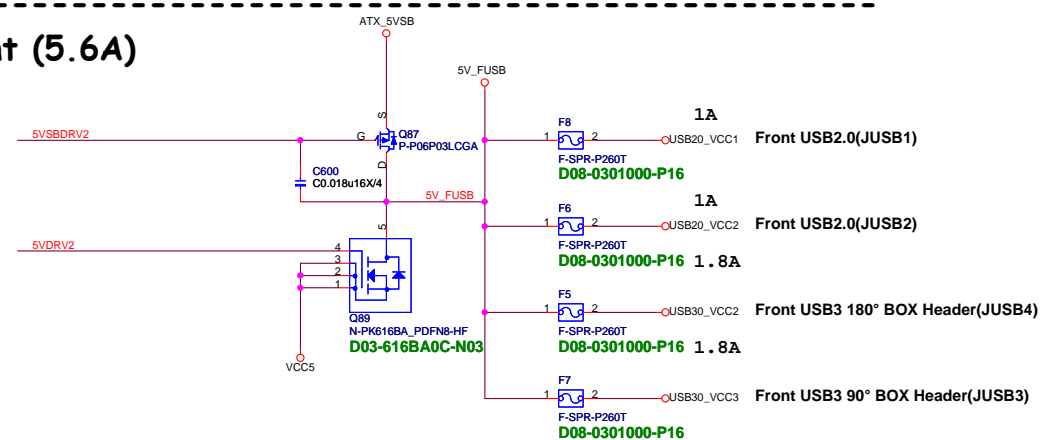 ATX_5VSB
t (5.6A)
5V_FUSB
5VSBDRV2
G
S
D
Q87
P-P06P03LCGA
C600
C0.018u16X/4
5V_FUSB
5VDRV2
5
4
3
2
1
Q89
N-PK616BA_PDFN8-HF
D03-616BA0C-N03
VCC5
F8
1A
1 2
USB20_VCC1 Front USB2.0(JUSB1)
F-SPR-P260T
D08-0301000-P16
F6
1A
1 2
USB20_VCC2 Front USB2.0(JUSB2)
F-SPR-P260T
D08-0301000-P16 1.8A
F5
1 2
USB30_VCC2 Front USB3 180° BOX Header(JUSB4)
F-SPR-P260T
D08-0301000-P16 1.8A
F7
1 2
USB30_VCC3 Front USB3 90° BOX Header(JUSB3)
F-SPR-P260T
D08-0301000-P16